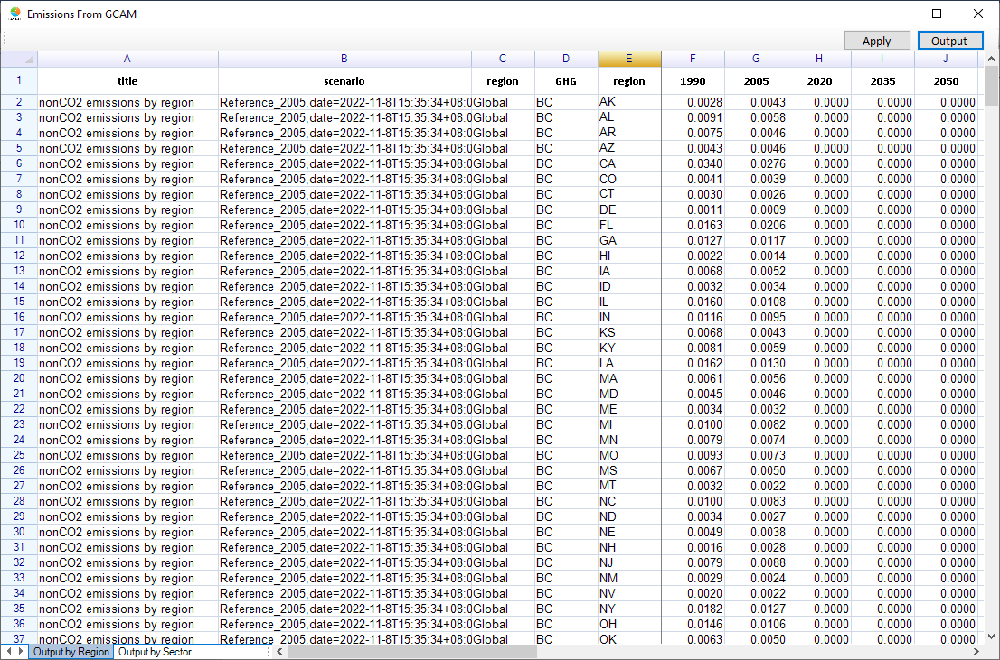 Emissions From GCAM
Apply Output
A B C D E F G H I J
1 title scenario region GHG region 1990 2005 2020 2035 2050
2 nonCO2 emissions by region Reference_2005,date=2022-11-8T15:35:34+08:0 Global BC AK 0.0028 0.0043 0.0000 0.0000 0.0000
3 nonCO2 emissions by region Reference_2005,date=2022-11-8T15:35:34+08:0 Global BC AL 0.0091 0.0058 0.0000 0.0000 0.0000
4 nonCO2 emissions by region Reference_2005,date=2022-11-8T15:35:34+08:0 Global BC AR 0.0075 0.0046 0.0000 0.0000 0.0000
5 nonCO2 emissions by region Reference_2005,date=2022-11-8T15:35:34+08:0 Global BC AZ 0.0043 0.0046 0.0000 0.0000 0.0000
6 nonCO2 emissions by region Reference_2005,date=2022-11-8T15:35:34+08:0 Global BC CA 0.0340 0.0276 0.0000 0.0000 0.0000
7 nonCO2 emissions by region Reference_2005,date=2022-11-8T15:35:34+08:0 Global BC CO 0.0041 0.0039 0.0000 0.0000 0.0000
8 nonCO2 emissions by region Reference_2005,date=2022-11-8T15:35:34+08:0 Global BC CT 0.0030 0.0026 0.0000 0.0000 0.0000
9 nonCO2 emissions by region Reference_2005,date=2022-11-8T15:35:34+08:0 Global BC DE 0.0011 0.0009 0.0000 0.0000 0.0000
10 nonCO2 emissions by region Reference_2005,date=2022-11-8T15:35:34+08:0 Global BC FL 0.0163 0.0206 0.0000 0.0000 0.0000
11 nonCO2 emissions by region Reference_2005,date=2022-11-8T15:35:34+08:0 Global BC GA 0.0127 0.0117 0.0000 0.0000 0.0000
12 nonCO2 emissions by region Reference_2005,date=2022-11-8T15:35:34+08:0 Global BC HI 0.0022 0.0014 0.0000 0.0000 0.0000
13 nonCO2 emissions by region Reference_2005,date=2022-11-8T15:35:34+08:0 Global BC IA 0.0068 0.0052 0.0000 0.0000 0.0000
14 nonCO2 emissions by region Reference_2005,date=2022-11-8T15:35:34+08:0 Global BC ID 0.0032 0.0034 0.0000 0.0000 0.0000
15 nonCO2 emissions by region Reference_2005,date=2022-11-8T15:35:34+08:0 Global BC IL 0.0160 0.0108 0.0000 0.0000 0.0000
16 nonCO2 emissions by region Reference_2005,date=2022-11-8T15:35:34+08:0 Global BC IN 0.0116 0.0095 0.0000 0.0000 0.0000
17 nonCO2 emissions by region Reference_2005,date=2022-11-8T15:35:34+08:0 Global BC KS 0.0068 0.0043 0.0000 0.0000 0.0000
18 nonCO2 emissions by region Reference_2005,date=2022-11-8T15:35:34+08:0 Global BC KY 0.0081 0.0059 0.0000 0.0000 0.0000
19 nonCO2 emissions by region Reference_2005,date=2022-11-8T15:35:34+08:0 Global BC LA 0.0162 0.0130 0.0000 0.0000 0.0000
20 nonCO2 emissions by region Reference_2005,date=2022-11-8T15:35:34+08:0 Global BC MA 0.0061 0.0056 0.0000 0.0000 0.0000
21 nonCO2 emissions by region Reference_2005,date=2022-11-8T15:35:34+08:0 Global BC MD 0.0045 0.0046 0.0000 0.0000 0.0000
22 nonCO2 emissions by region Reference_2005,date=2022-11-8T15:35:34+08:0 Global BC ME 0.0034 0.0032 0.0000 0.0000 0.0000
23 nonCO2 emissions by region Reference_2005,date=2022-11-8T15:35:34+08:0 Global BC MI 0.0100 0.0082 0.0000 0.0000 0.0000
24 nonCO2 emissions by region Reference_2005,date=2022-11-8T15:35:34+08:0 Global BC MN 0.0079 0.0074 0.0000 0.0000 0.0000
25 nonCO2 emissions by region Reference_2005,date=2022-11-8T15:35:34+08:0 Global BC MO 0.0093 0.0073 0.0000 0.0000 0.0000
26 nonCO2 emissions by region Reference_2005,date=2022-11-8T15:35:34+08:0 Global BC MS 0.0067 0.0050 0.0000 0.0000 0.0000
27 nonCO2 emissions by region Reference_2005,date=2022-11-8T15:35:34+08:0 Global BC MT 0.0032 0.0022 0.0000 0.0000 0.0000
28 nonCO2 emissions by region Reference_2005,date=2022-11-8T15:35:34+08:0 Global BC NC 0.0100 0.0083 0.0000 0.0000 0.0000
29 nonCO2 emissions by region Reference_2005,date=2022-11-8T15:35:34+08:0 Global BC ND 0.0034 0.0027 0.0000 0.0000 0.0000
30 nonCO2 emissions by region Reference_2005,date=2022-11-8T15:35:34+08:0 Global BC NE 0.0049 0.0038 0.0000 0.0000 0.0000
31 nonCO2 emissions by region Reference_2005,date=2022-11-8T15:35:34+08:0 Global BC NH 0.0016 0.0028 0.0000 0.0000 0.0000
32 nonCO2 emissions by region Reference_2005,date=2022-11-8T15:35:34+08:0 Global BC NJ 0.0079 0.0088 0.0000 0.0000 0.0000
33 nonCO2 emissions by region Reference_2005,date=2022-11-8T15:35:34+08:0 Global BC NM 0.0029 0.0024 0.0000 0.0000 0.0000
34 nonCO2 emissions by region Reference_2005,date=2022-11-8T15:35:34+08:0 Global BC NV 0.0020 0.0022 0.0000 0.0000 0.0000
35 nonCO2 emissions by region Reference_2005,date=2022-11-8T15:35:34+08:0 Global BC NY 0.0182 0.0127 0.0000 0.0000 0.0000
36 nonCO2 emissions by region Reference_2005,date=2022-11-8T15:35:34+08:0 Global BC OH 0.0146 0.0106 0.0000 0.0000 0.0000
37 nonCO2 emissions by region Reference_2005,date=2022-11-8T15:35:34+08:0 Global BC OK 0.0063 0.0050 0.0000 0.0000 0.0000
Output by Region Output by Sector